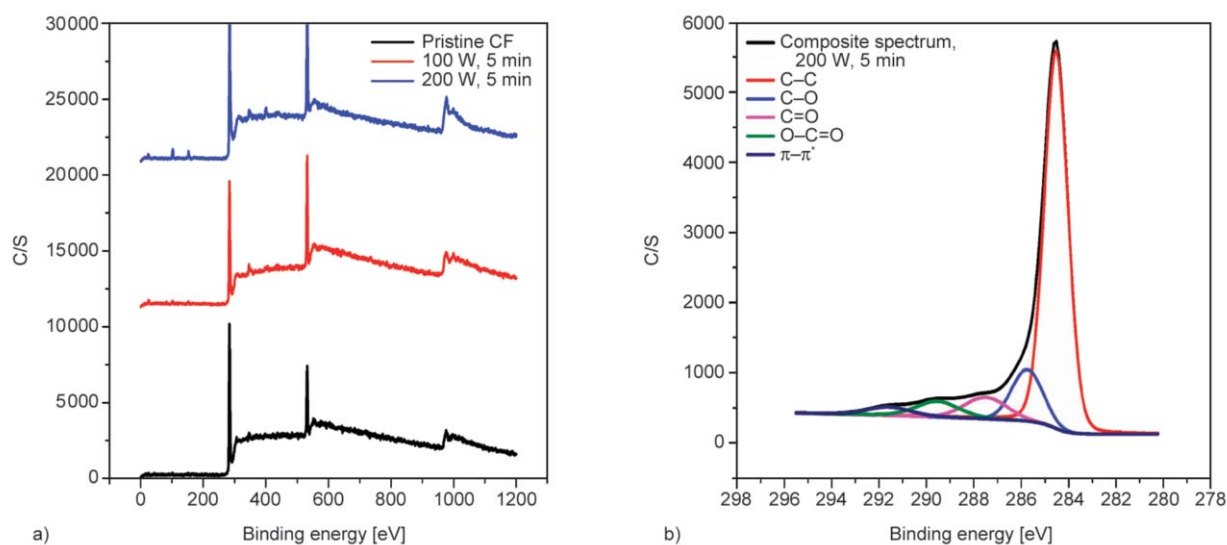 30000
25000
20000
15000
10000
5000
0
C/S
Pristine CF
100 W, 5 min
200 W, 5 min
0 200 400 600 800 1000 1200
Binding energy [eV]
a)
6000
5000
4000
3000
2000
1000
0
C/S
Composite spectrum,
200 W, 5 min
C–C
C–O
C=O
O–C=O
π–π*
298 296 294 292 290 288 286 284 282 280 278
Binding energy [eV]
b)